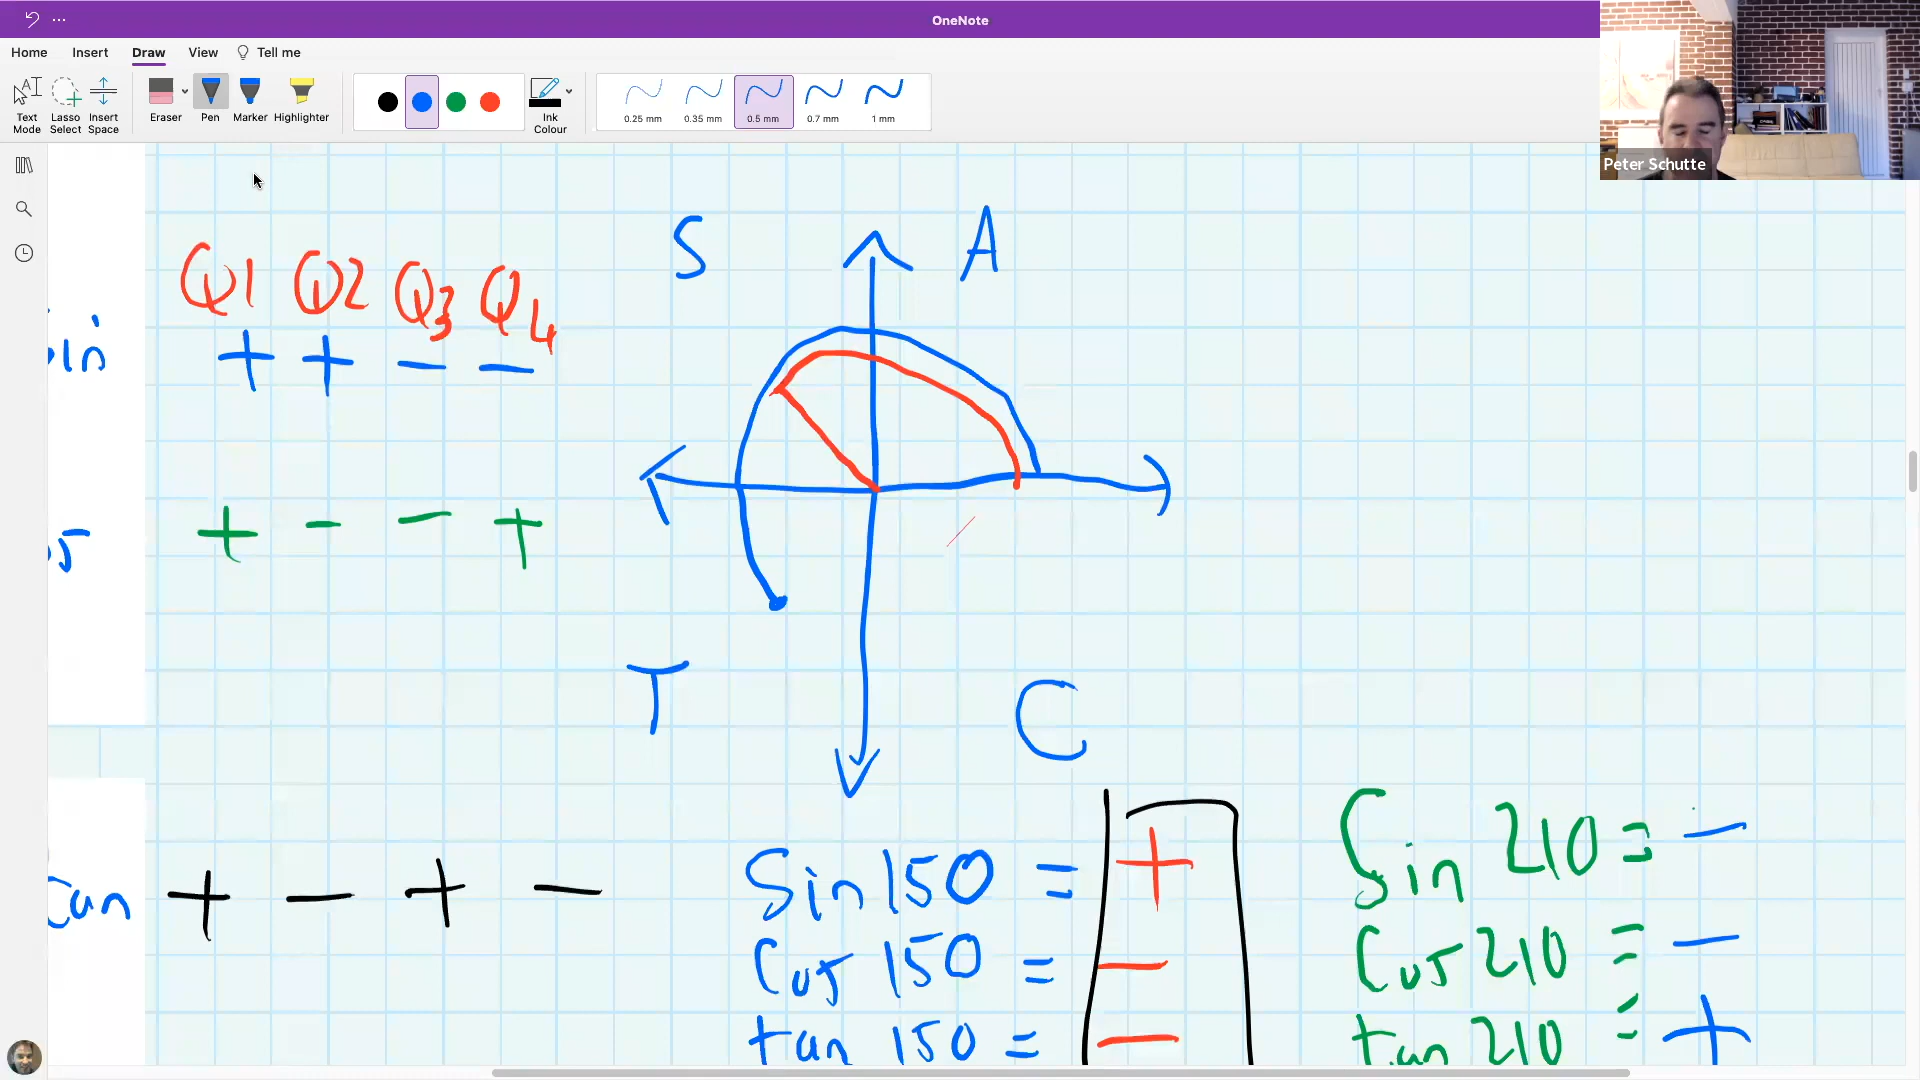 OneNote
Home Insert Draw View Tell me
Text Mode Lasso Select Insert Space Eraser Pen Marker Highlighter Ink Colour 0.25 mm 0.35 mm 0.5 mm 0.7 mm 1 mm
Peter Schutte
S A
Q1 Q2 Q3 Q4
+ + − −
+ − − +
T C
tan + − + −
Sin 150 = +
Cos 150 = −
tan 150 = −
Sin 210 = −
Cos 210 = −
tan 210 = +